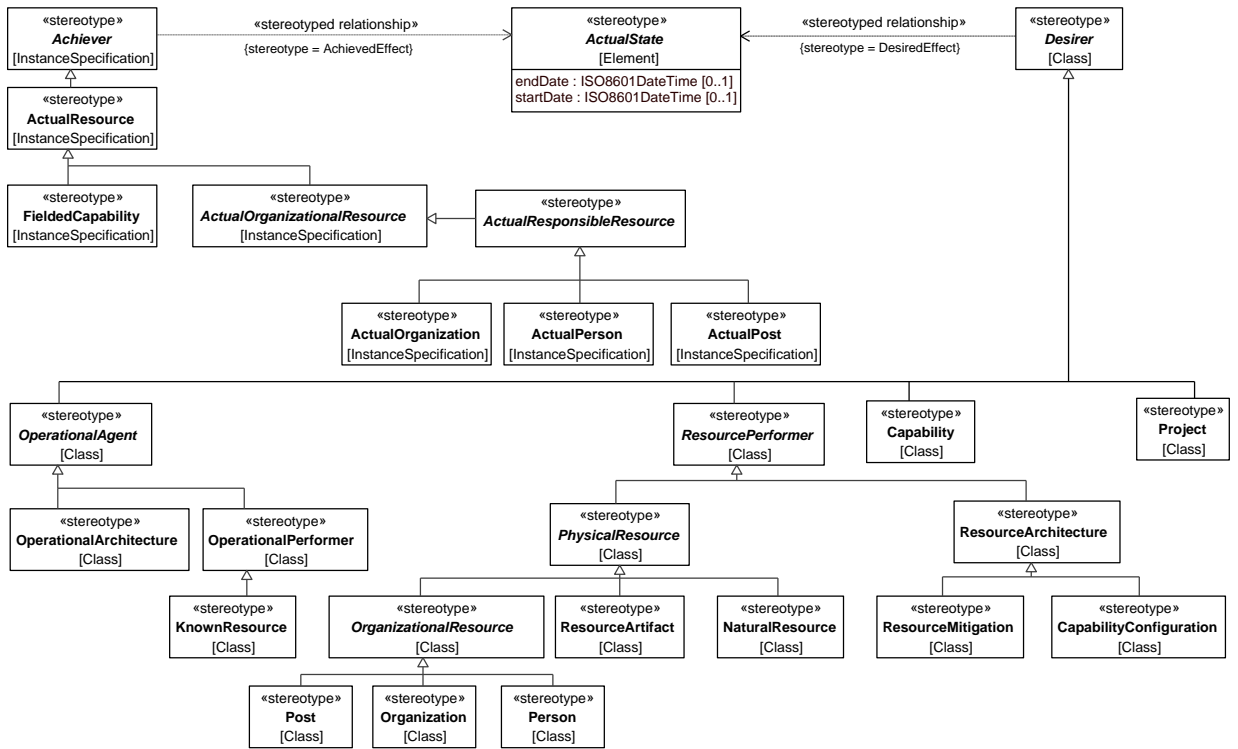 «stereotype»
Achiever
[InstanceSpecification]
«stereotyped relationship»
{stereotype = AchievedEffect}
«stereotype»
ActualState
[Element]
endDate : ISO8601DateTime [0..1]
startDate : ISO8601DateTime [0..1]
«stereotyped relationship»
{stereotype = DesiredEffect}
«stereotype»
Desirer
[Class]
«stereotype»
ActualResource
[InstanceSpecification]
«stereotype»
FieldedCapability
[InstanceSpecification]
«stereotype»
ActualOrganizationalResource
[InstanceSpecification]
«stereotype»
ActualResponsibleResource
«stereotype»
ActualOrganization
[InstanceSpecification]
«stereotype»
ActualPerson
[InstanceSpecification]
«stereotype»
ActualPost
[InstanceSpecification]
«stereotype»
OperationalAgent
[Class]
«stereotype»
ResourcePerformer
[Class]
«stereotype»
Capability
[Class]
«stereotype»
Project
[Class]
«stereotype»
OperationalArchitecture
[Class]
«stereotype»
OperationalPerformer
[Class]
«stereotype»
PhysicalResource
[Class]
«stereotype»
ResourceArchitecture
[Class]
«stereotype»
KnownResource
[Class]
«stereotype»
OrganizationalResource
[Class]
«stereotype»
ResourceArtifact
[Class]
«stereotype»
NaturalResource
[Class]
«stereotype»
ResourceMitigation
[Class]
«stereotype»
CapabilityConfiguration
[Class]
«stereotype»
Post
[Class]
«stereotype»
Organization
[Class]
«stereotype»
Person
[Class]